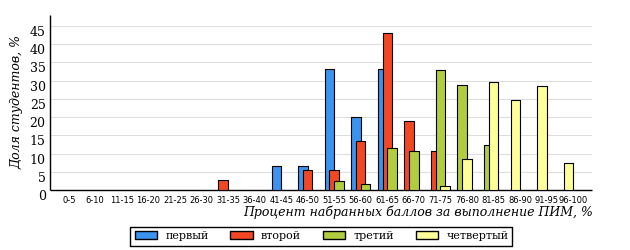 Доля студентов, %
45
40
35
30
25
20
15
10
5
0
0-5 6-10 11-15 16-20 21-25 26-30 31-35 36-40 41-45 46-50 51-55 56-60 61-65 66-70 71-75 76-80 81-85 86-90 91-95 96-100
Процент набранных баллов за выполнение ПИМ, %
первый второй третий четвертый